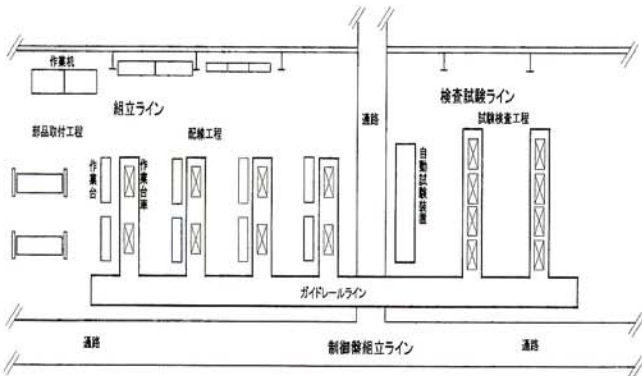 作業机
組立ライン
検査試験ライン
試験検査工程
部品取付工程
配線工程
通路
作業台
作業台車
自動試験装置
ガイドレールライン
通路
制御盤組立ライン
通路